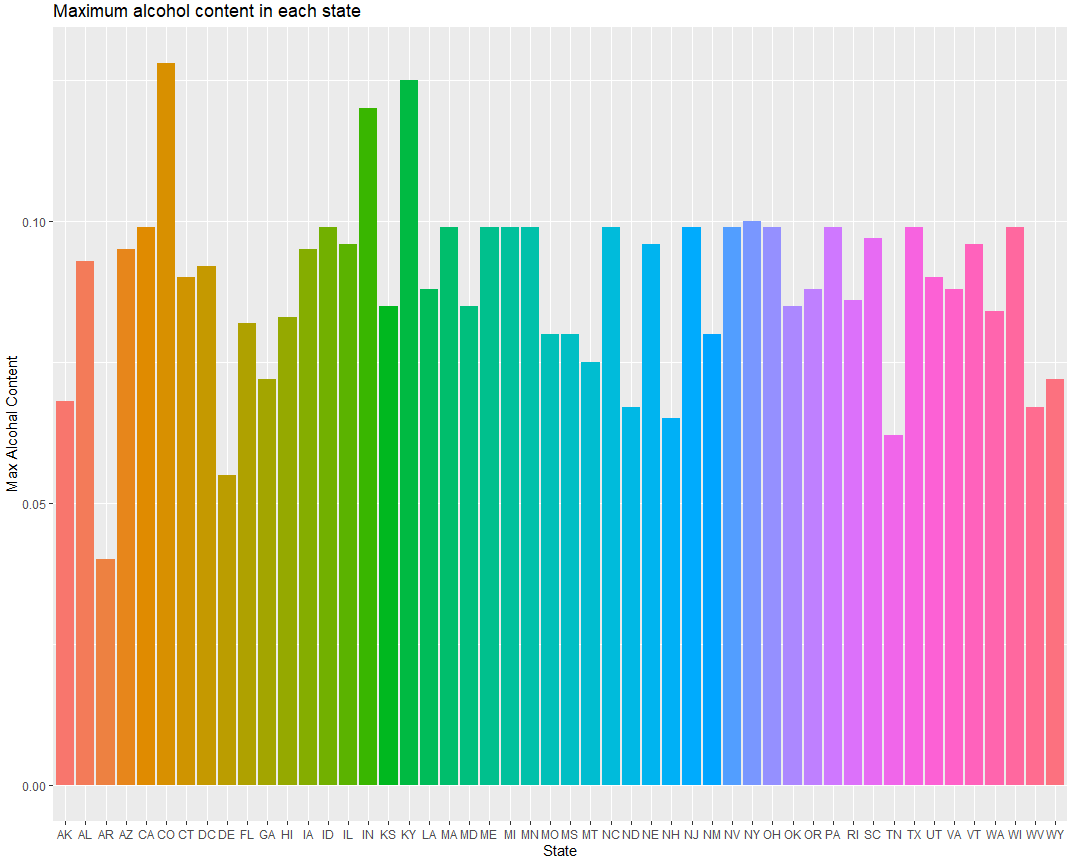 Maximum alcohol content in each state
Max Alcohal Content
0.10
0.05
0.00
AK AL AR AZ CA CO CT DC DE FL GA HI IA ID IL IN KS KY LA MA MD ME MI MN MO MS MT NC ND NE NH NJ NM NV NY OH OK OR PA RI SC TN TX UT VA VT WA WI WV WY
State